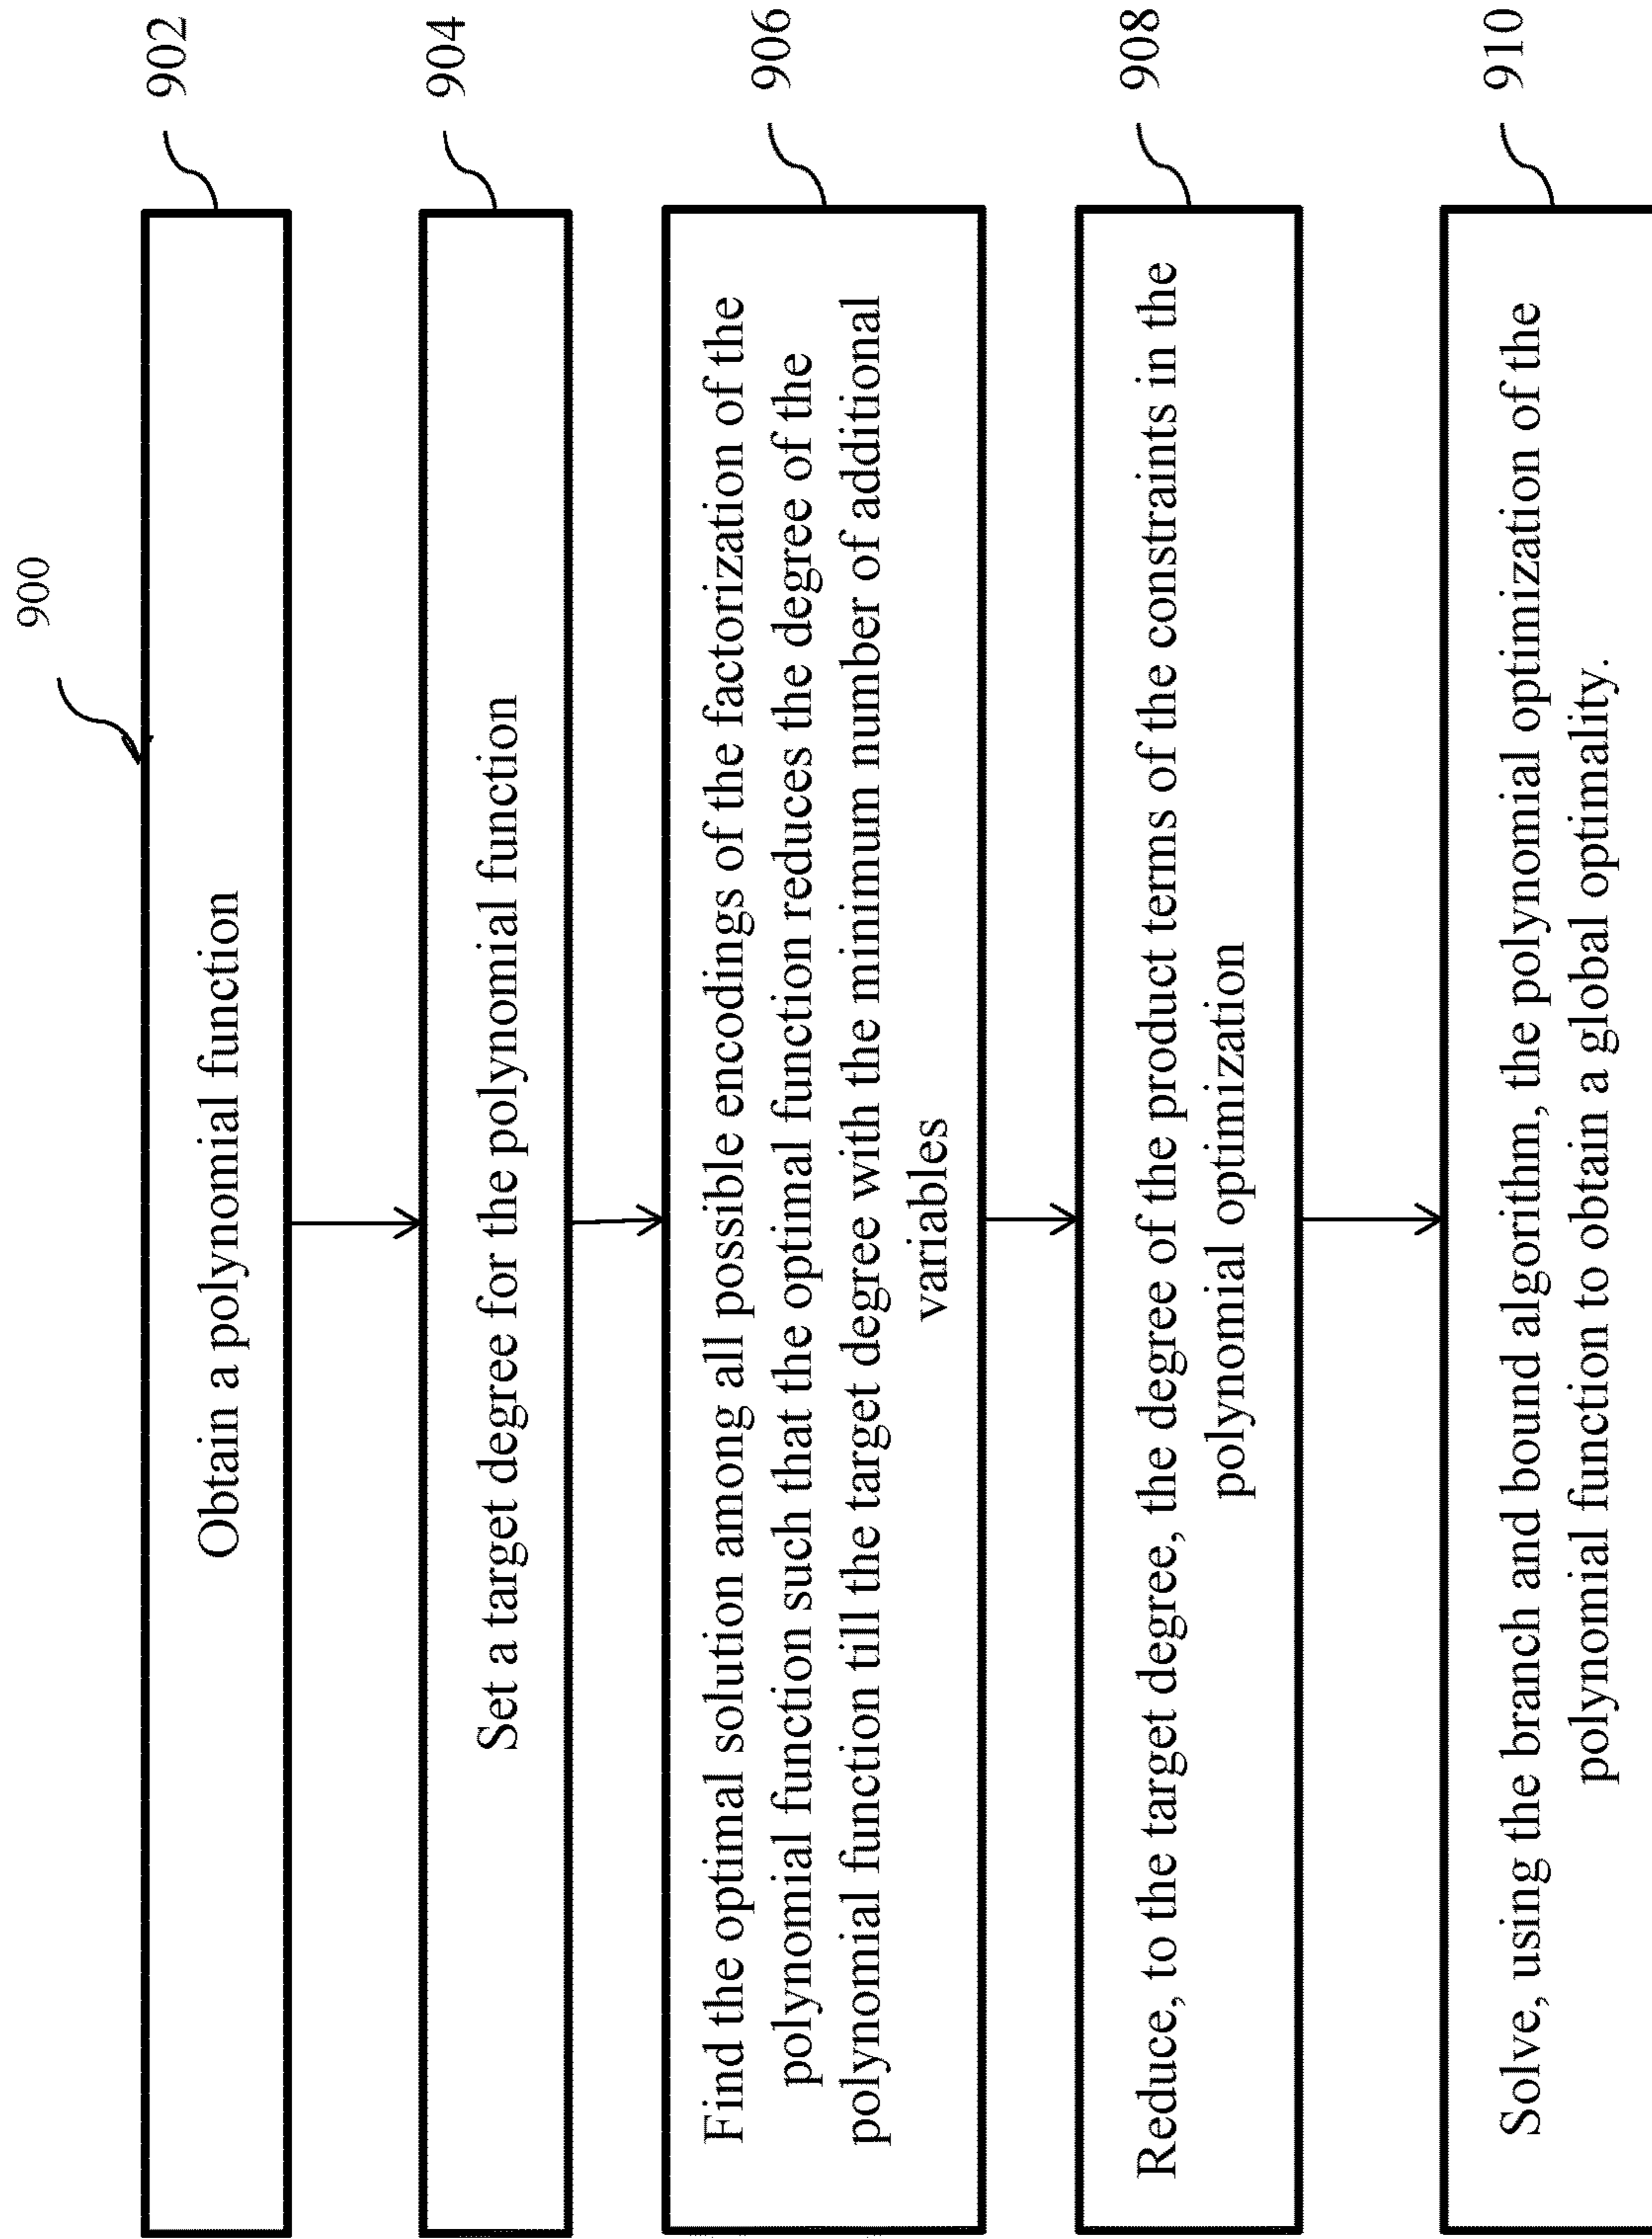 900
Obtain a polynomial function
902
Set a target degree for the polynomial function
904
Find the optimal solution among all possible encodings of the factorization of the
polynomial function such that the optimal function reduces the degree of the
polynomial function till the target degree with the minimum number of additional
variables
906
Reduce, to the target degree, the degree of the product terms of the constraints in the
polynomial optimization
908
Solve, using the branch and bound algorithm, the polynomial optimization of the
polynomial function to obtain a global optimality.
910